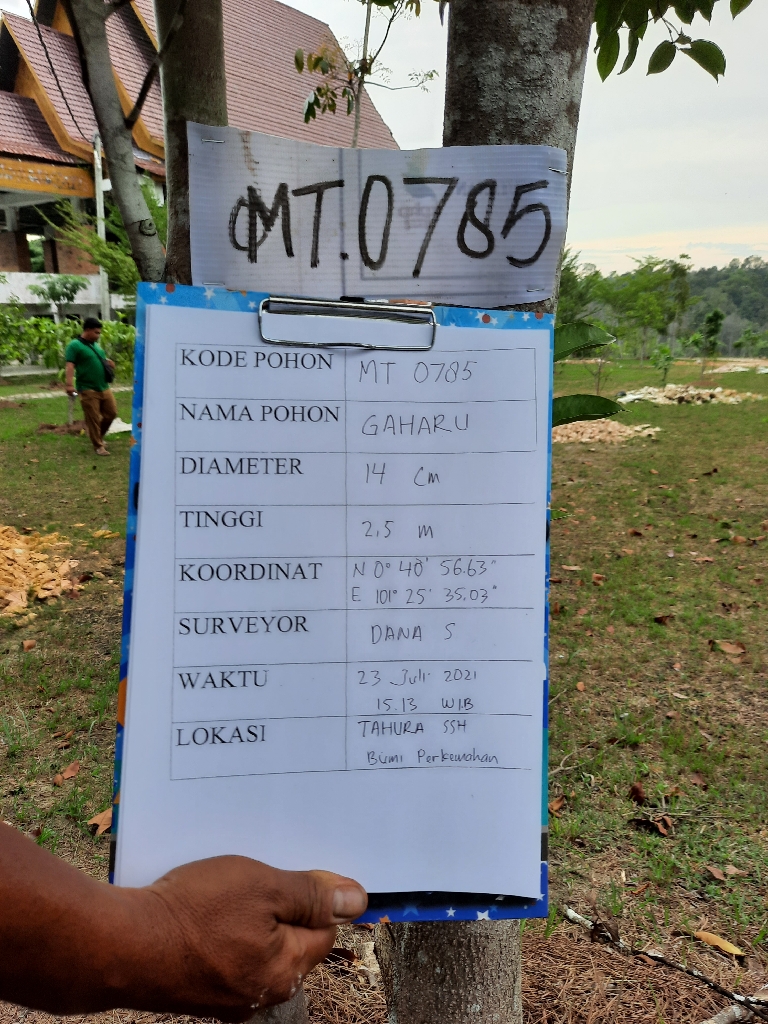 MT.0785
KODE POHON MT 0785
NAMA POHON GAHARU
DIAMETER 14 Cm
TINGGI 2,5 m
KOORDINAT N 0° 40' 56.63"
E 101° 25' 35.03"
SURVEYOR DANA S
WAKTU 23 Juli 2021
15.13 WIB
LOKASI TAHURA SSH
Bumi Perkemahan